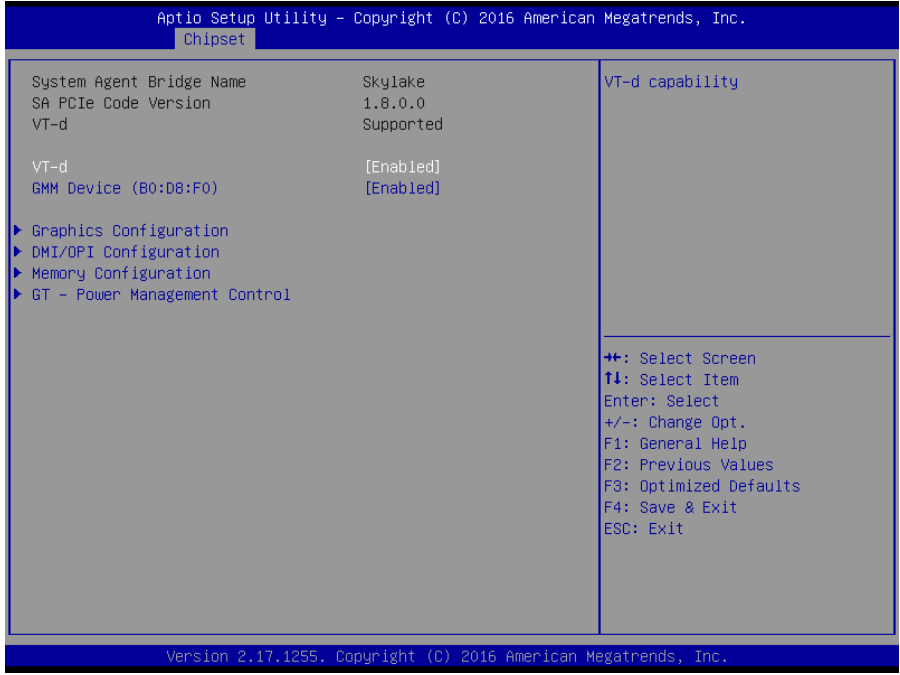 Aptio Setup Utility – Copyright (C) 2016 American Megatrends, Inc.
Chipset
System Agent Bridge Name Skylake
SA PCIe Code Version 1.8.0.0
VT-d Supported
VT-d [Enabled]
GMM Device (B0:D8:F0) [Enabled]
Graphics Configuration
DMI/OPI Configuration
Memory Configuration
GT – Power Management Control
VT-d capability
→←: Select Screen
↑↓: Select Item
Enter: Select
+/-: Change Opt.
F1: General Help
F2: Previous Values
F3: Optimized Defaults
F4: Save & Exit
ESC: Exit
Version 2.17.1255. Copyright (C) 2016 American Megatrends, Inc.